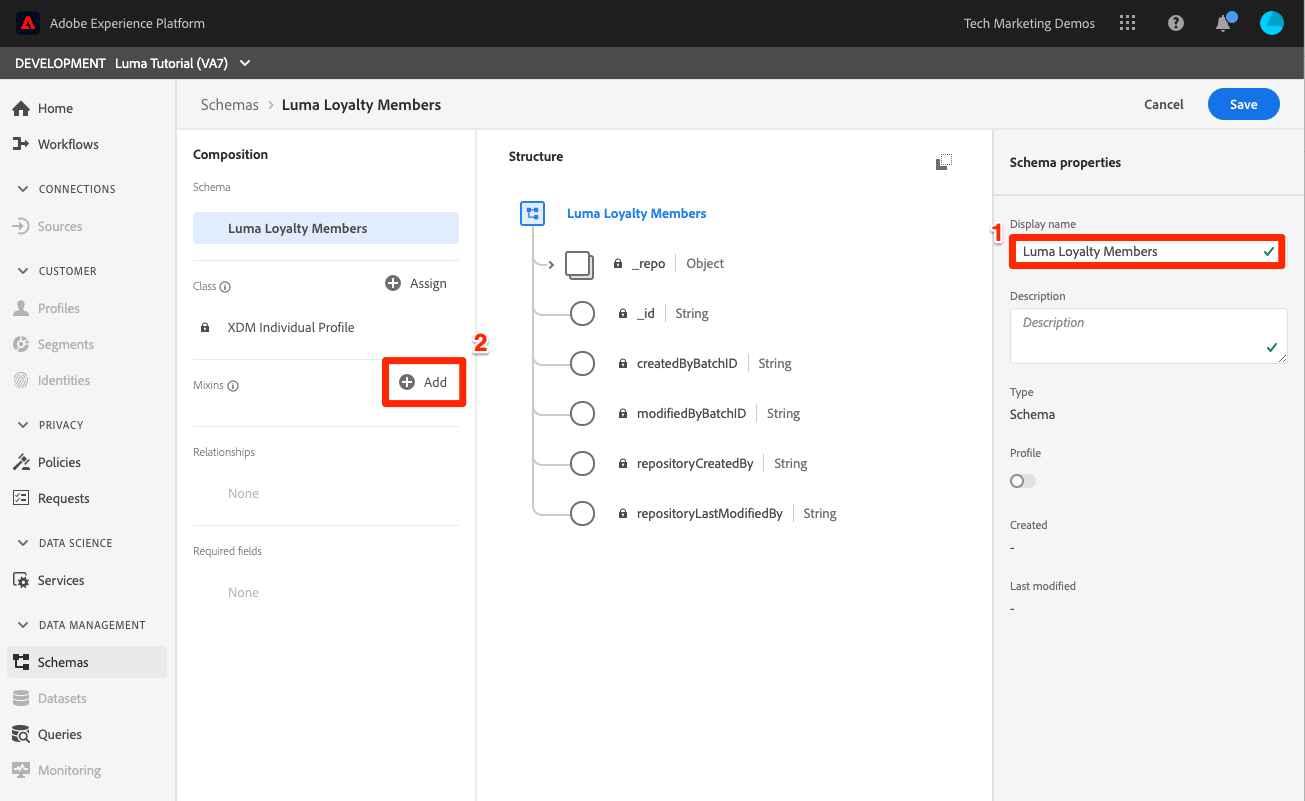 Adobe Experience Platform
Tech Marketing Demos
DEVELOPMENT Luma Tutorial (VA7)
Home
Workflows
CONNECTIONS
Sources
CUSTOMER
Profiles
Segments
Identities
PRIVACY
Policies
Requests
DATA SCIENCE
Services
DATA MANAGEMENT
Schemas
Datasets
Queries
Monitoring
Schemas > Luma Loyalty Members
Cancel
Save
Composition
Schema
Luma Loyalty Members
Class
Assign
XDM Individual Profile
2
Mixins
Add
Relationships
None
Required fields
None
Structure
Luma Loyalty Members
_repo | Object
_id | String
createdByBatchID | String
modifiedByBatchID | String
repositoryCreatedBy | String
repositoryLastModifiedBy | String
Schema properties
Display name
1
Luma Loyalty Members
Description
Description
Type
Schema
Profile
Created
-
Last modified
-